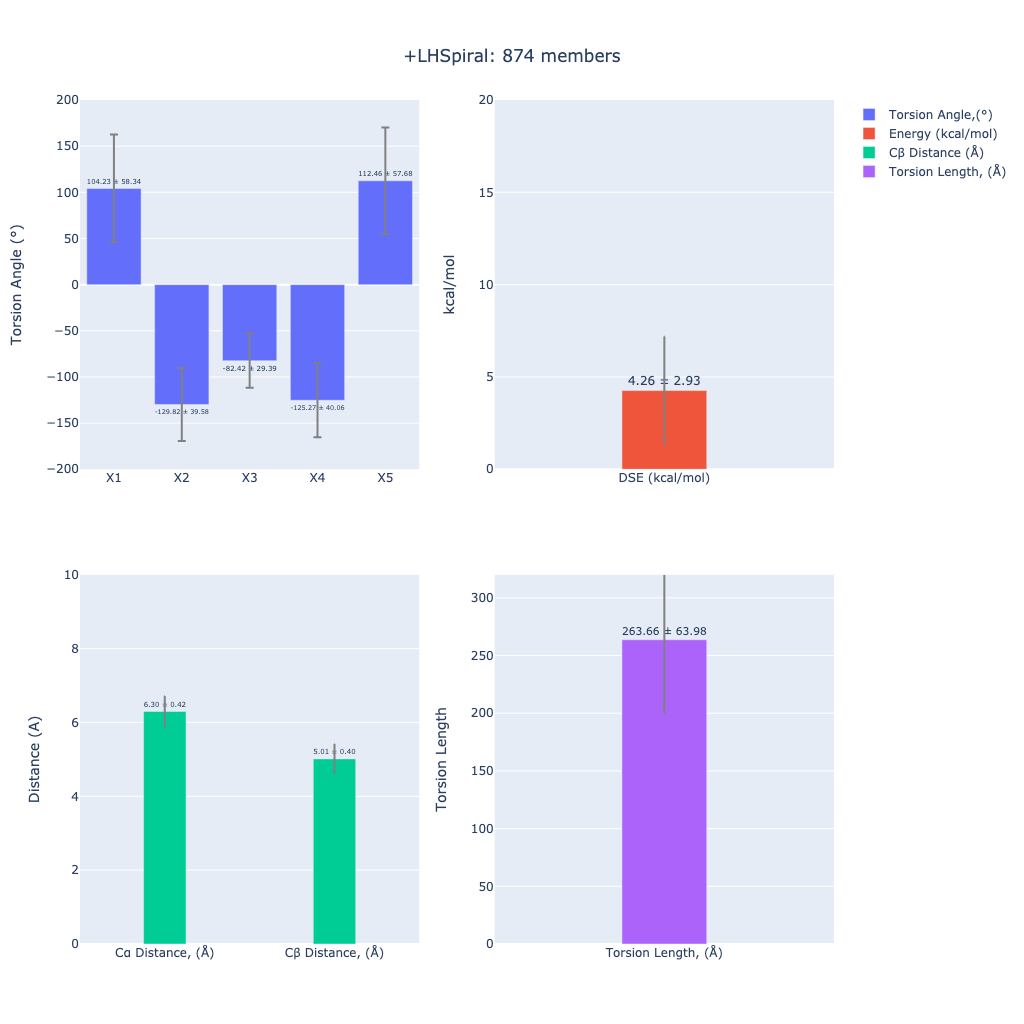 +LHSpiral: 874 members
200
150
100
50
0
−50
−100
−150
−200
Torsion Angle (°)
104.23 ± 58.34
-129.82 ± 39.58
-82.42 ± 29.39
-125.27 ± 40.06
112.46 ± 57.68
X1 X2 X3 X4 X5
20
15
10
5
0
kcal/mol
4.26 ± 2.93
DSE (kcal/mol)
Torsion Angle,(°)
Energy (kcal/mol)
Cβ Distance (Å)
Torsion Length, (Å)
10
8
6
4
2
0
Distance (A)
6.30 ± 0.42
5.01 ± 0.40
Cα Distance, (Å) Cβ Distance, (Å)
300
250
200
150
100
50
0
Torsion Length
263.66 ± 63.98
Torsion Length, (Å)